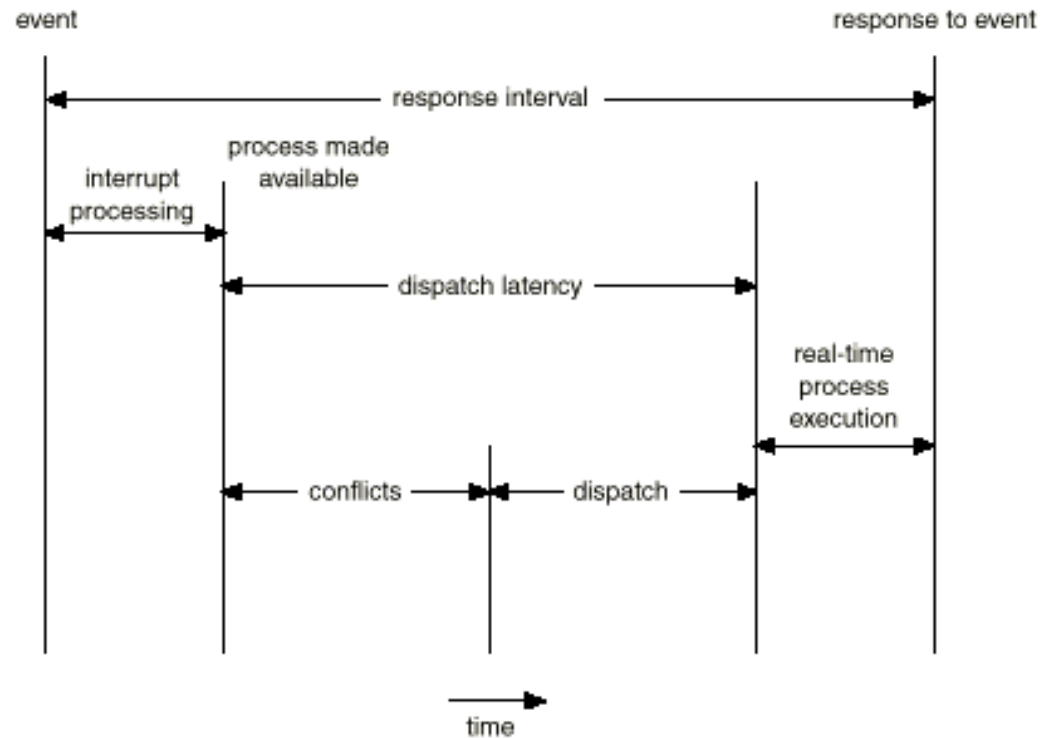 event
response to event
response interval
process made
available
interrupt
processing
dispatch latency
real-time
process
execution
conflicts
dispatch
time